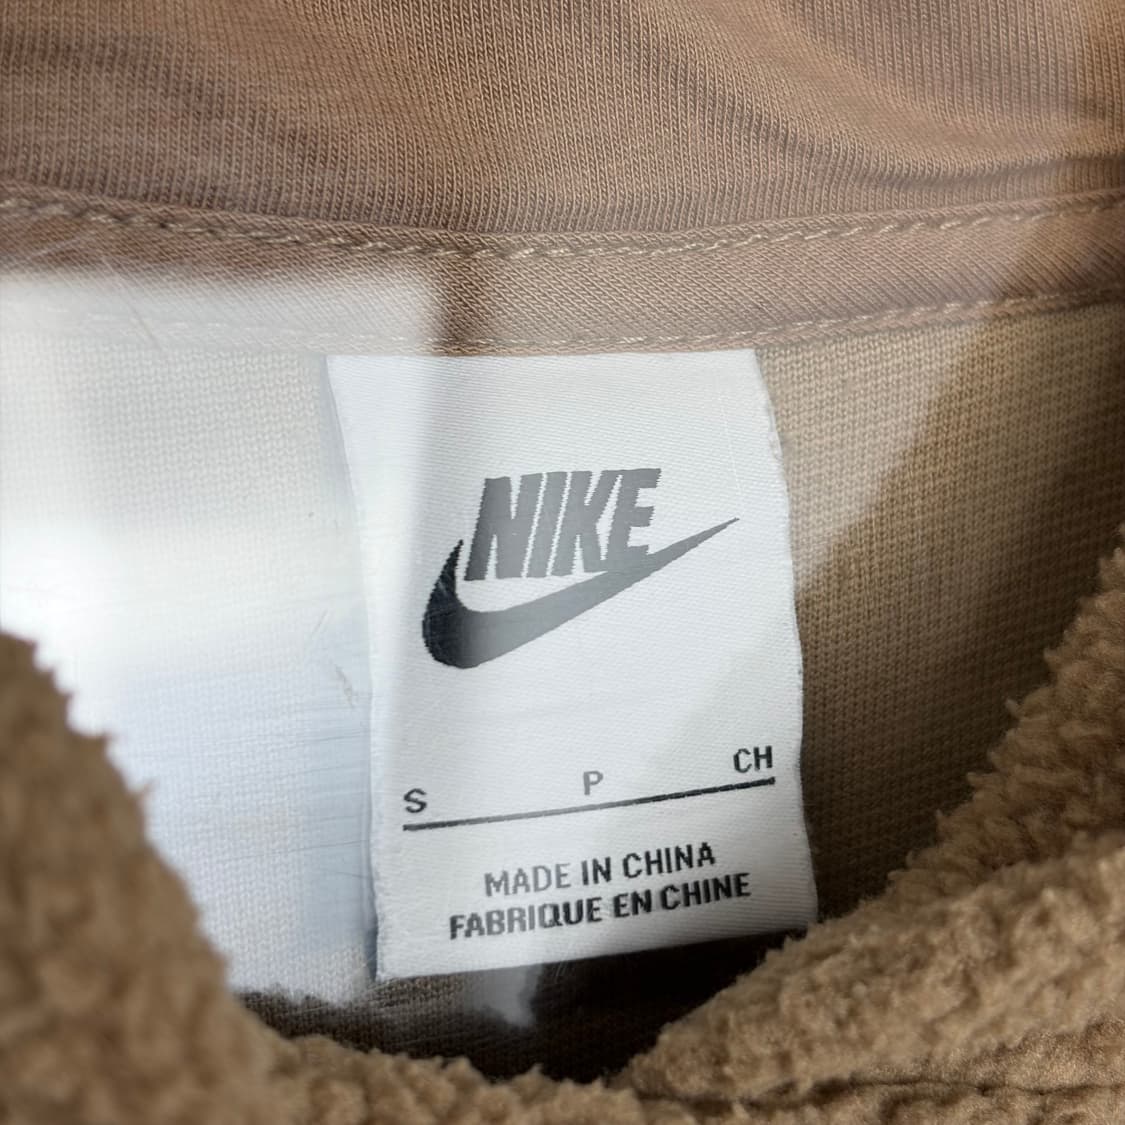 NIKE
S P CH
MADE IN CHINA
FABRIQUE EN CHINE